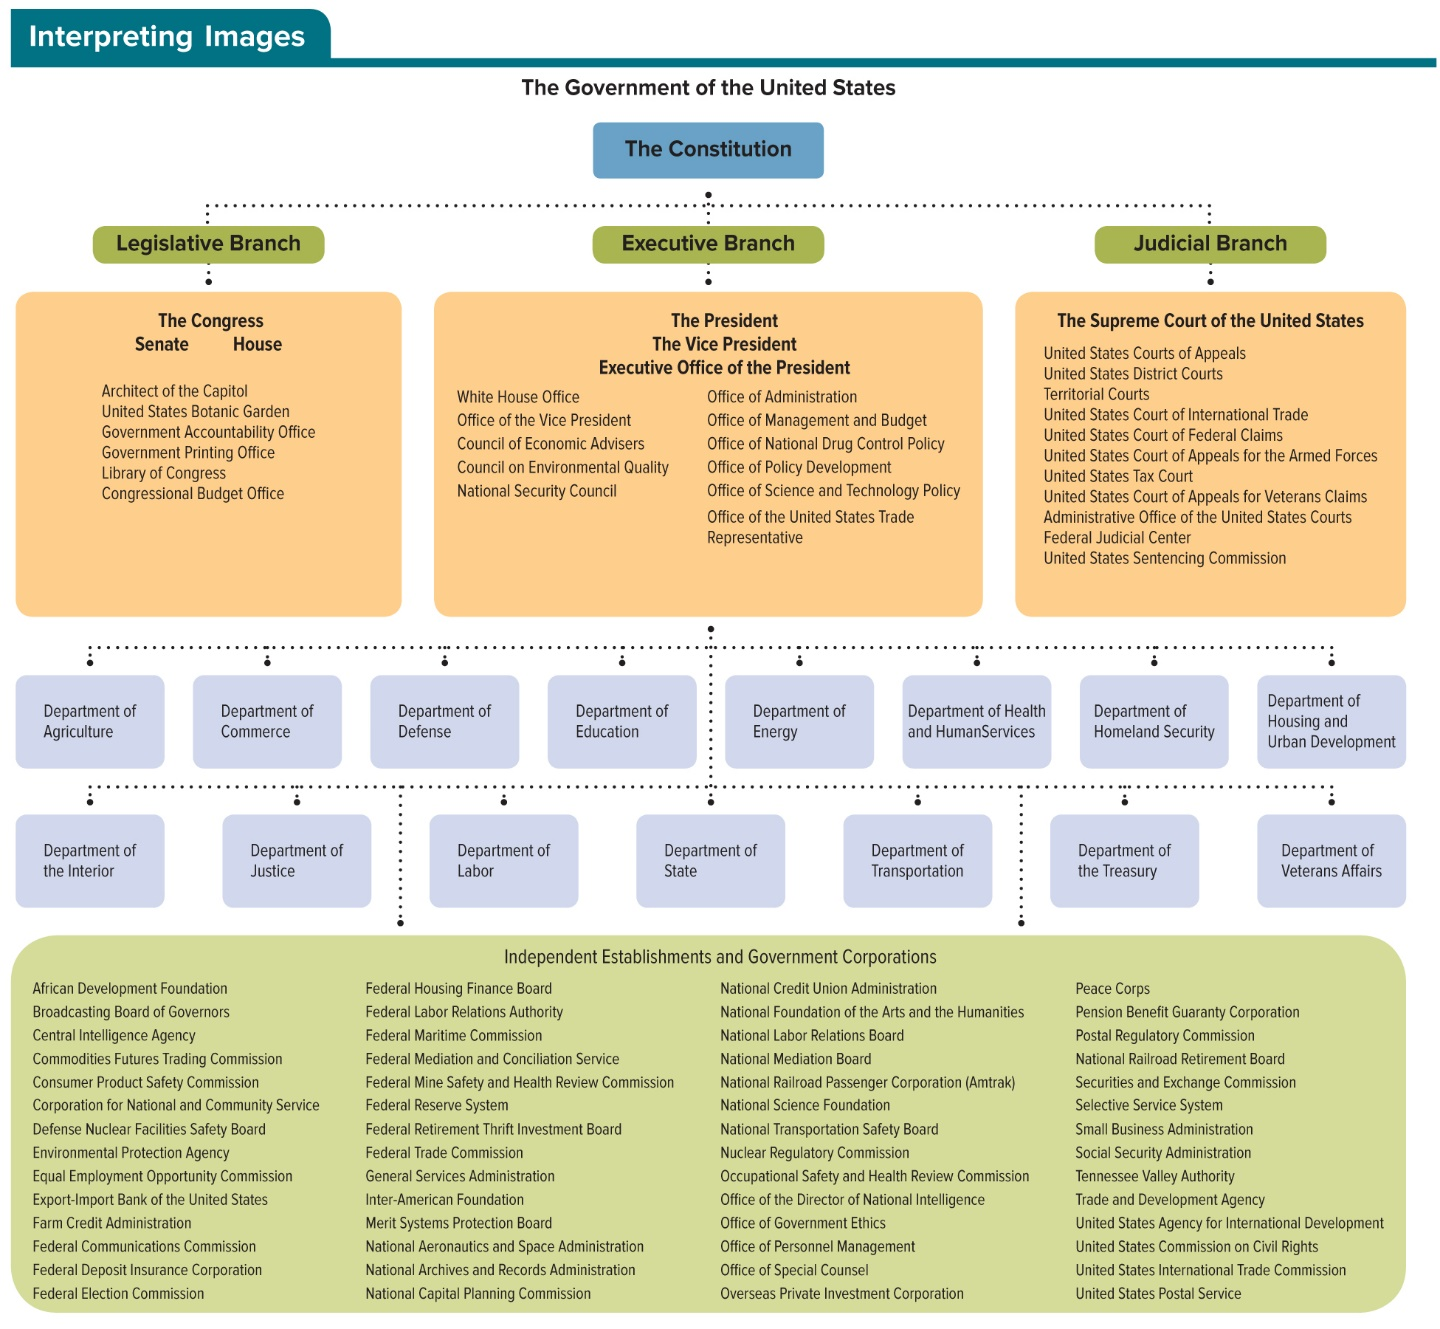 Interpreting Images
The Government of the United States
The Constitution
Legislative Branch
Executive Branch
Judicial Branch
The Congress
Senate House
Architect of the Capitol
United States Botanic Garden
Government Accountability Office
Government Printing Office
Library of Congress
Congressional Budget Office
The President
The Vice President
Executive Office of the President
White House Office
Office of the Vice President
Council of Economic Advisers
Council on Environmental Quality
National Security Council
Office of Administration
Office of Management and Budget
Office of National Drug Control Policy
Office of Policy Development
Office of Science and Technology Policy
Office of the United States Trade
Representative
The Supreme Court of the United States
United States Courts of Appeals
United States District Courts
Territorial Courts
United States Court of International Trade
United States Court of Federal Claims
United States Court of Appeals for the Armed Forces
United States Tax Court
United States Court of Appeals for Veterans Claims
Administrative Office of the United States Courts
Federal Judicial Center
United States Sentencing Commission
Department of
Agriculture
Department of
Commerce
Department of
Defense
Department of
Education
Department of
Energy
Department of Health
and HumanServices
Department of
Homeland Security
Department of
Housing and
Urban Development
Department of
the Interior
Department of
Justice
Department of
Labor
Department of
State
Department of
Transportation
Department of
the Treasury
Department of
Veterans Affairs
Independent Establishments and Government Corporations
African Development Foundation
Broadcasting Board of Governors
Central Intelligence Agency
Commodities Futures Trading Commission
Consumer Product Safety Commission
Corporation for National and Community Service
Defense Nuclear Facilities Safety Board
Environmental Protection Agency
Equal Employment Opportunity Commission
Export-Import Bank of the United States
Farm Credit Administration
Federal Communications Commission
Federal Deposit Insurance Corporation
Federal Election Commission
Federal Housing Finance Board
Federal Labor Relations Authority
Federal Maritime Commission
Federal Mediation and Conciliation Service
Federal Mine Safety and Health Review Commission
Federal Reserve System
Federal Retirement Thrift Investment Board
Federal Trade Commission
General Services Administration
Inter-American Foundation
Merit Systems Protection Board
National Aeronautics and Space Administration
National Archives and Records Administration
National Capital Planning Commission
National Credit Union Administration
National Foundation of the Arts and the Humanities
National Labor Relations Board
National Mediation Board
National Railroad Passenger Corporation (Amtrak)
National Science Foundation
National Transportation Safety Board
Nuclear Regulatory Commission
Occupational Safety and Health Review Commission
Office of the Director of National Intelligence
Office of Government Ethics
Office of Personnel Management
Office of Special Counsel
Overseas Private Investment Corporation
Peace Corps
Pension Benefit Guaranty Corporation
Postal Regulatory Commission
National Railroad Retirement Board
Securities and Exchange Commission
Selective Service System
Small Business Administration
Social Security Administration
Tennessee Valley Authority
Trade and Development Agency
United States Agency for International Development
United States Commission on Civil Rights
United States International Trade Commission
United States Postal Service